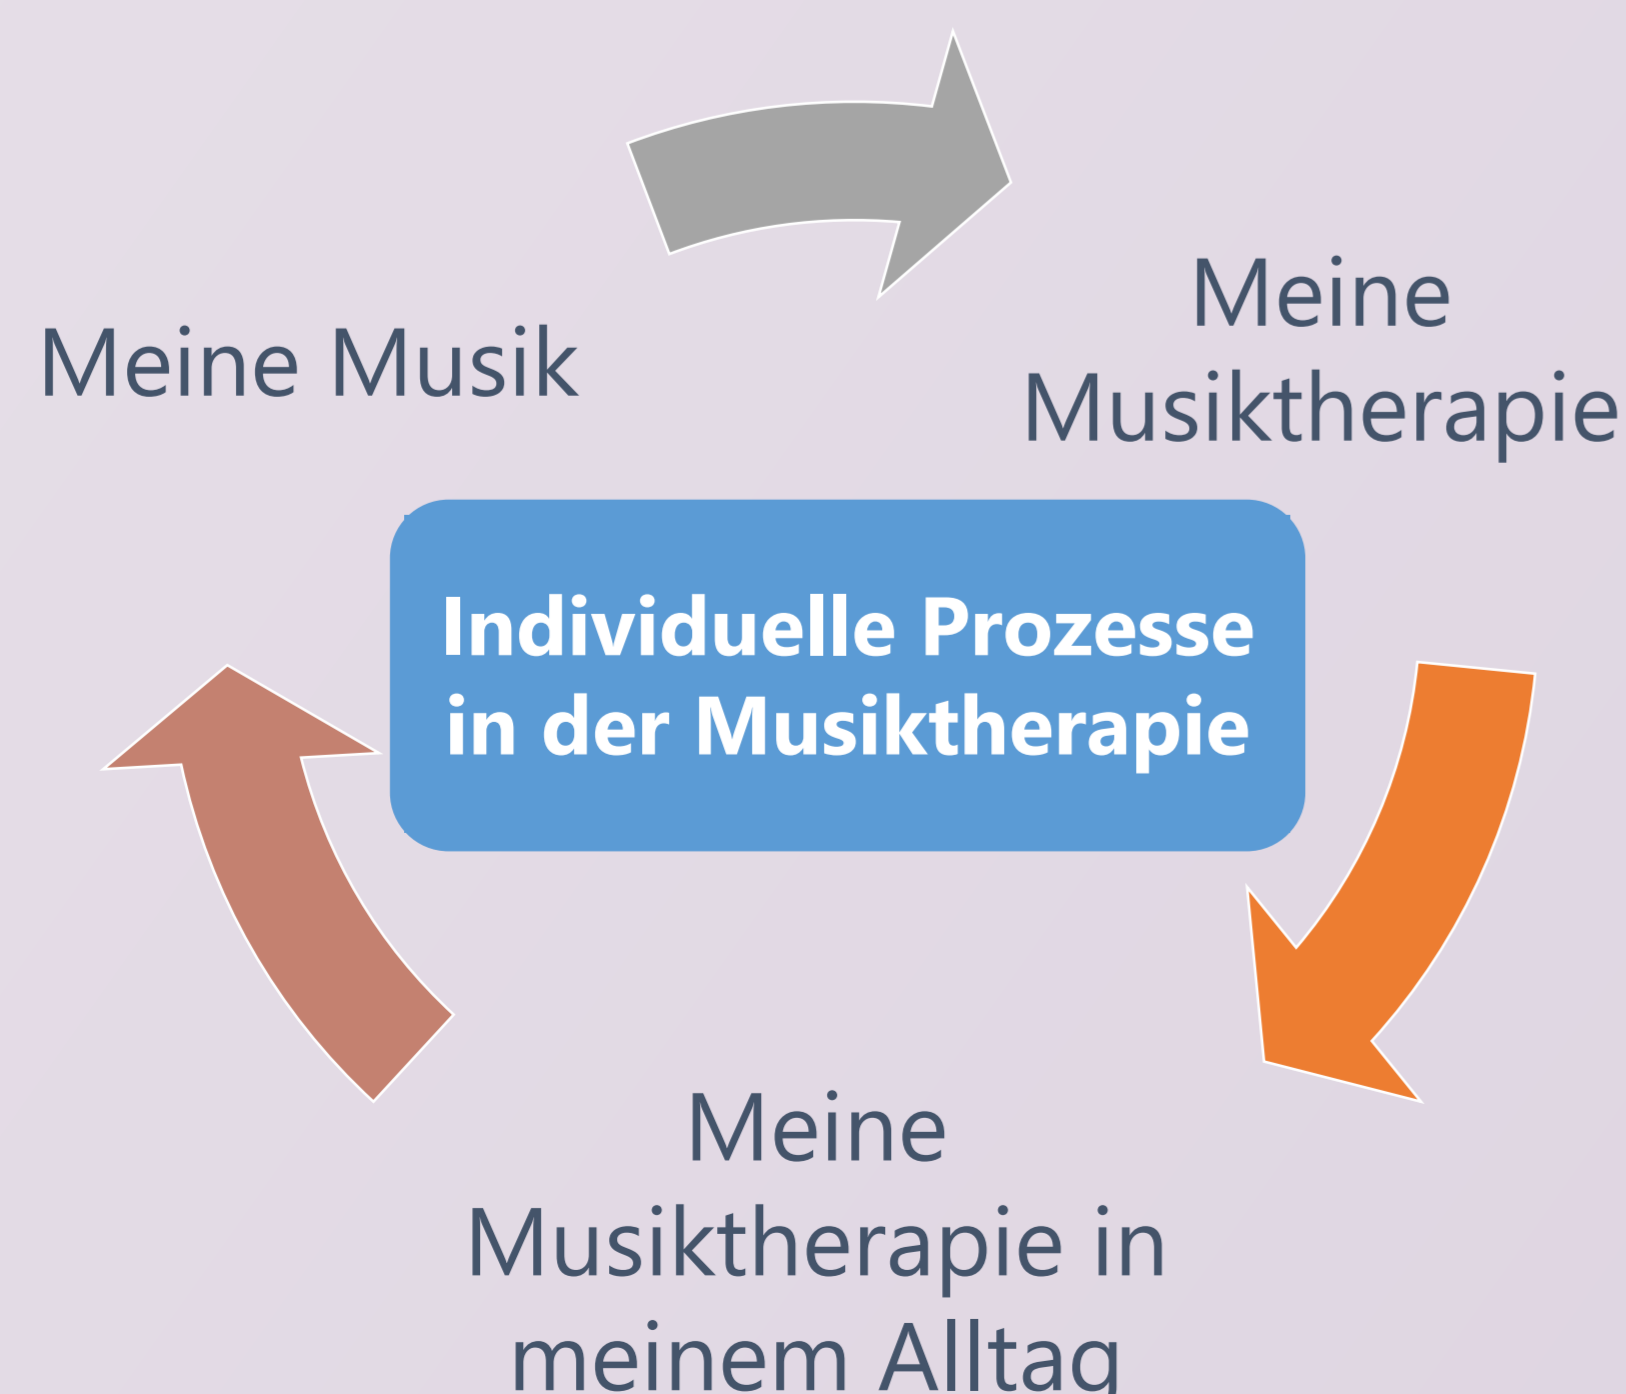 Meine Musik
Meine
Musiktherapie
Individuelle Prozesse
in der Musiktherapie
Meine
Musiktherapie in
meinem Alltag